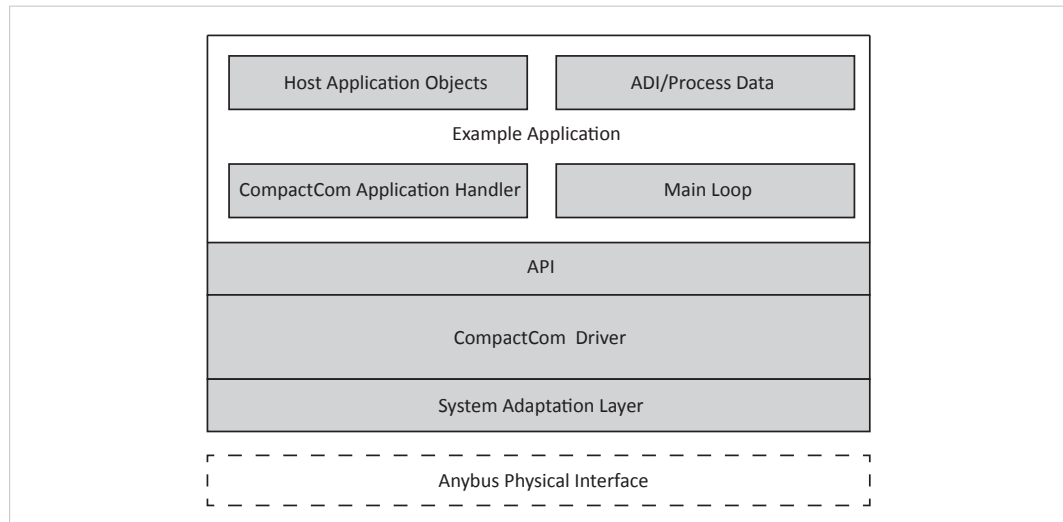 Host Application Objects
ADI/Process Data
Example Application
CompactCom Application Handler
Main Loop
API
CompactCom Driver
System Adaptation Layer
Anybus Physical Interface